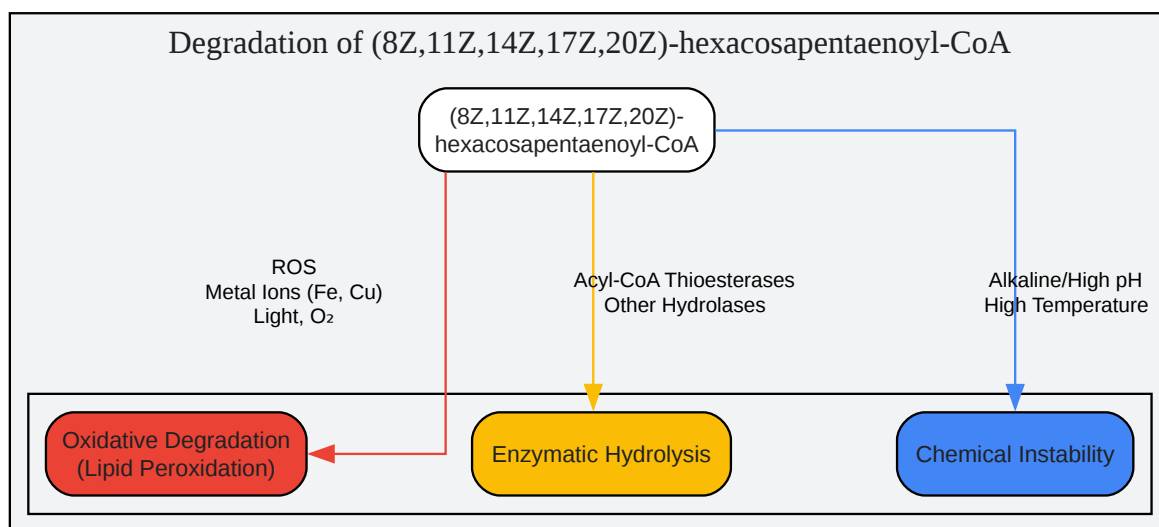 Degradation of (8Z,11Z,14Z,17Z,20Z)-hexacosapentaenoyl-CoA
(8Z,11Z,14Z,17Z,20Z)-
hexacosapentaenoyl-CoA
ROS
Metal Ions (Fe, Cu)
Light, O₂
Acyl-CoA Thioesterases
Other Hydrolases
Alkaline/High pH
High Temperature
Oxidative Degradation
(Lipid Peroxidation)
Enzymatic Hydrolysis
Chemical Instability